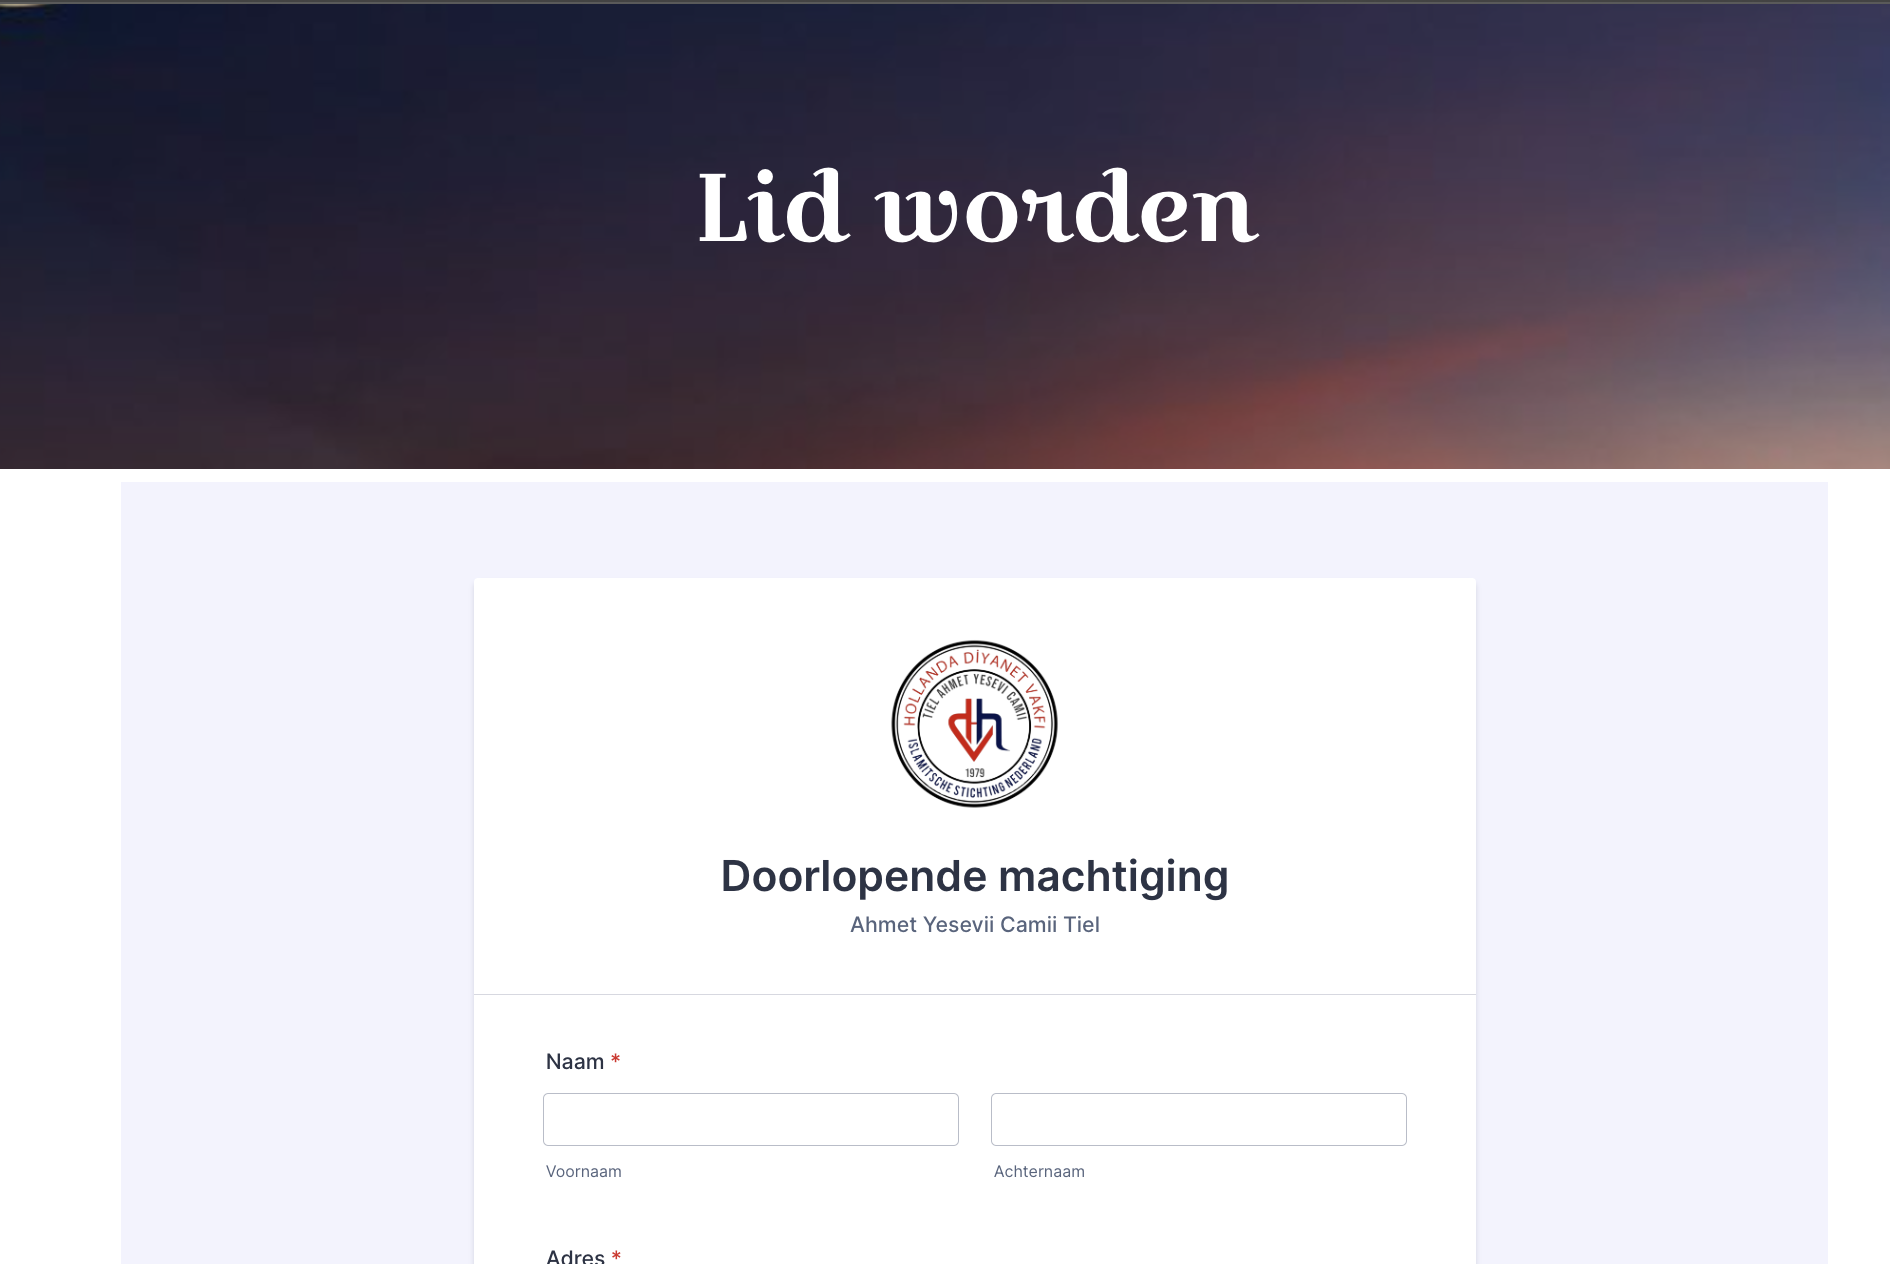 Lid worden
HOLLANDA DİYANET VAKFI
TIEL AHMET YESEVI CAMII
1979
ISLAMITSCHE STICHTING NEDERLAND
Doorlopende machtiging
Ahmet Yesevii Camii Tiel
Naam *
Voornaam Achternaam
Adres *